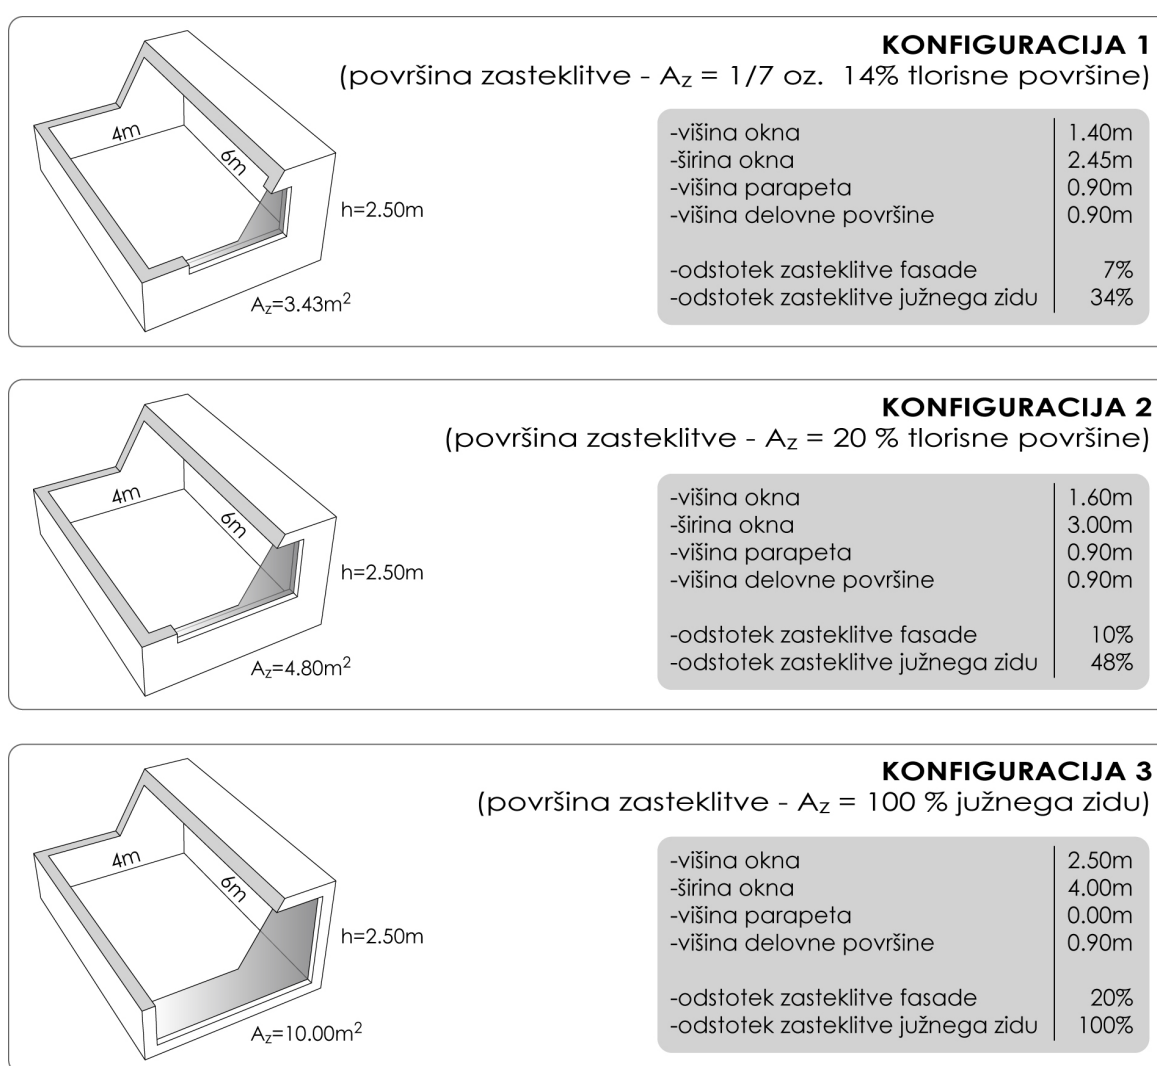 KONFIGURACIJA 1
(površina zasteklitve - Az = 1/7 oz. 14% tlorisne površine)
4m
6m
h=2.50m
Az=3.43m²
-višina okna 1.40m
-širina okna 2.45m
-višina parapeta 0.90m
-višina delovne površine 0.90m
-odstotek zasteklitve fasade 7%
-odstotek zasteklitve južnega zidu 34%
KONFIGURACIJA 2
(površina zasteklitve - Az = 20 % tlorisne površine)
4m
6m
h=2.50m
Az=4.80m²
-višina okna 1.60m
-širina okna 3.00m
-višina parapeta 0.90m
-višina delovne površine 0.90m
-odstotek zasteklitve fasade 10%
-odstotek zasteklitve južnega zidu 48%
KONFIGURACIJA 3
(površina zasteklitve - Az = 100 % južnega zidu)
4m
6m
h=2.50m
Az=10.00m²
-višina okna 2.50m
-širina okna 4.00m
-višina parapeta 0.00m
-višina delovne površine 0.90m
-odstotek zasteklitve fasade 20%
-odstotek zasteklitve južnega zidu 100%